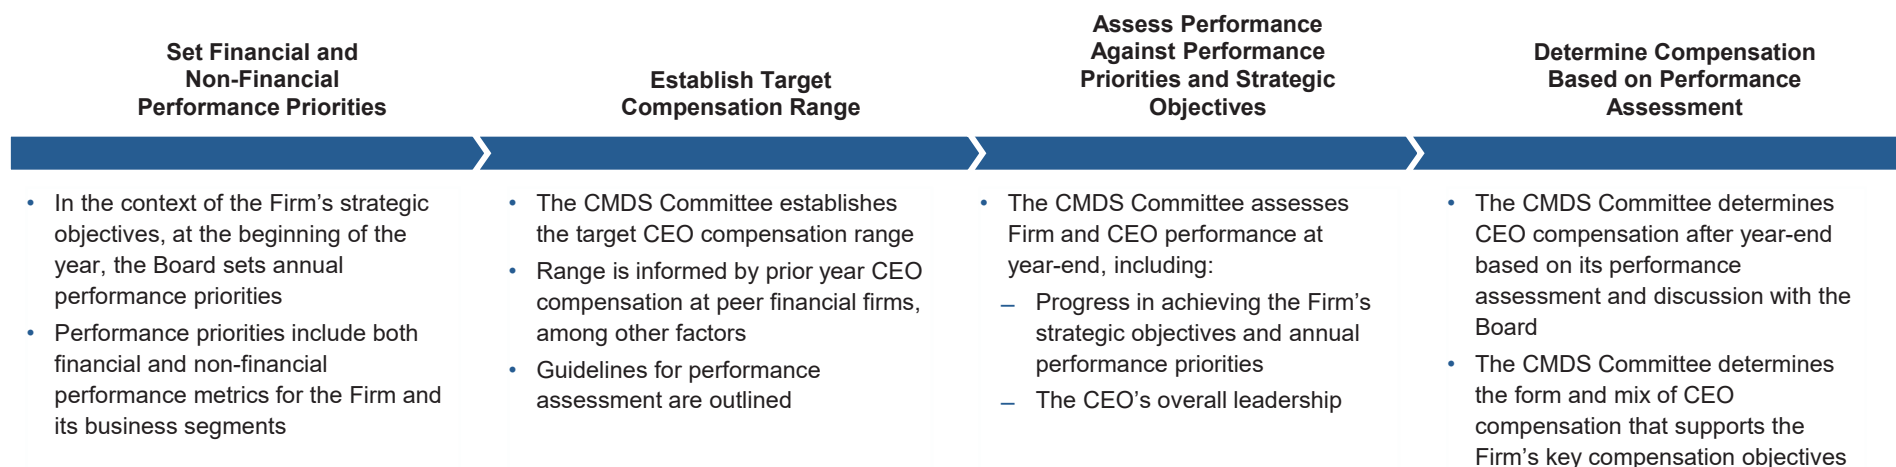 Set Financial and
Non-Financial
Performance Priorities
Establish Target
Compensation Range
Assess Performance
Against Performance
Priorities and Strategic
Objectives
Determine Compensation
Based on Performance
Assessment
• In the context of the Firm’s strategic
objectives, at the beginning of the
year, the Board sets annual
performance priorities
• Performance priorities include both
financial and non-financial
performance metrics for the Firm and
its business segments
• The CMDS Committee establishes
the target CEO compensation range
• Range is informed by prior year CEO
compensation at peer financial firms,
among other factors
• Guidelines for performance
assessment are outlined
• The CMDS Committee assesses
Firm and CEO performance at
year-end, including:
– Progress in achieving the Firm’s
strategic objectives and annual
performance priorities
– The CEO’s overall leadership
• The CMDS Committee determines
CEO compensation after year-end
based on its performance
assessment and discussion with the
Board
• The CMDS Committee determines
the form and mix of CEO
compensation that supports the
Firm’s key compensation objectives